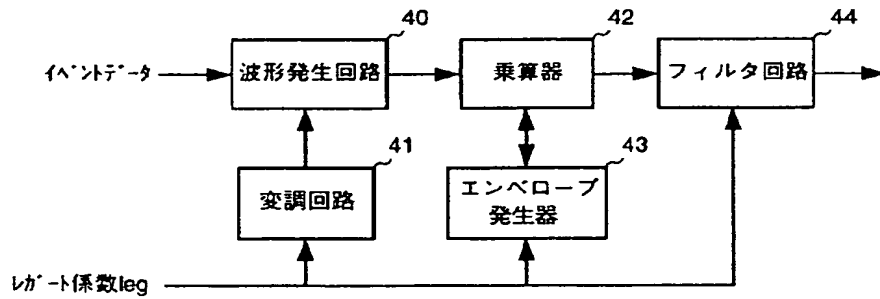 40
42
44
イベントデータ
波形発生回路
乗算器
フィルタ回路
41
43
変調回路
エンベロープ
発生器
レガート係数leg